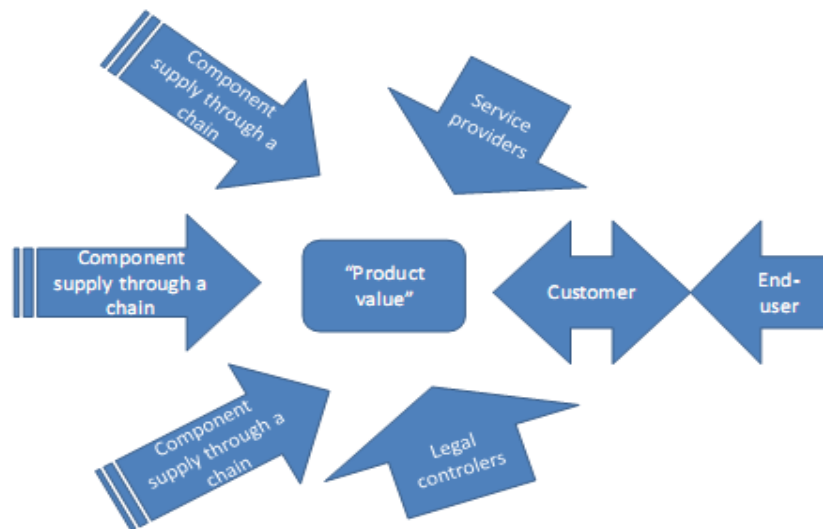 Component
supply through a
chain
Service
providers
Component
supply through a
chain
“Product
value”
Customer
End-
user
Component
supply through a
chain
Legal
controlers